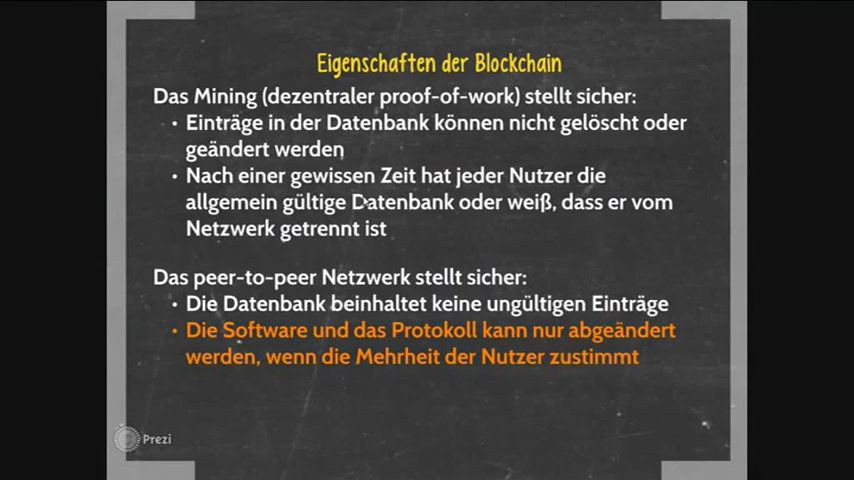 Eigenschaften der Blockchain
Das Mining (dezentraler proof-of-work) stellt sicher:
• Einträge in der Datenbank können nicht gelöscht oder
geändert werden
• Nach einer gewissen Zeit hat jeder Nutzer die
allgemein gültige Datenbank oder weiß, dass er vom
Netzwerk getrennt ist
Das peer-to-peer Netzwerk stellt sicher:
• Die Datenbank beinhaltet keine ungültigen Einträge
• Die Software und das Protokoll kann nur abgeändert
werden, wenn die Mehrheit der Nutzer zustimmt
Prezi